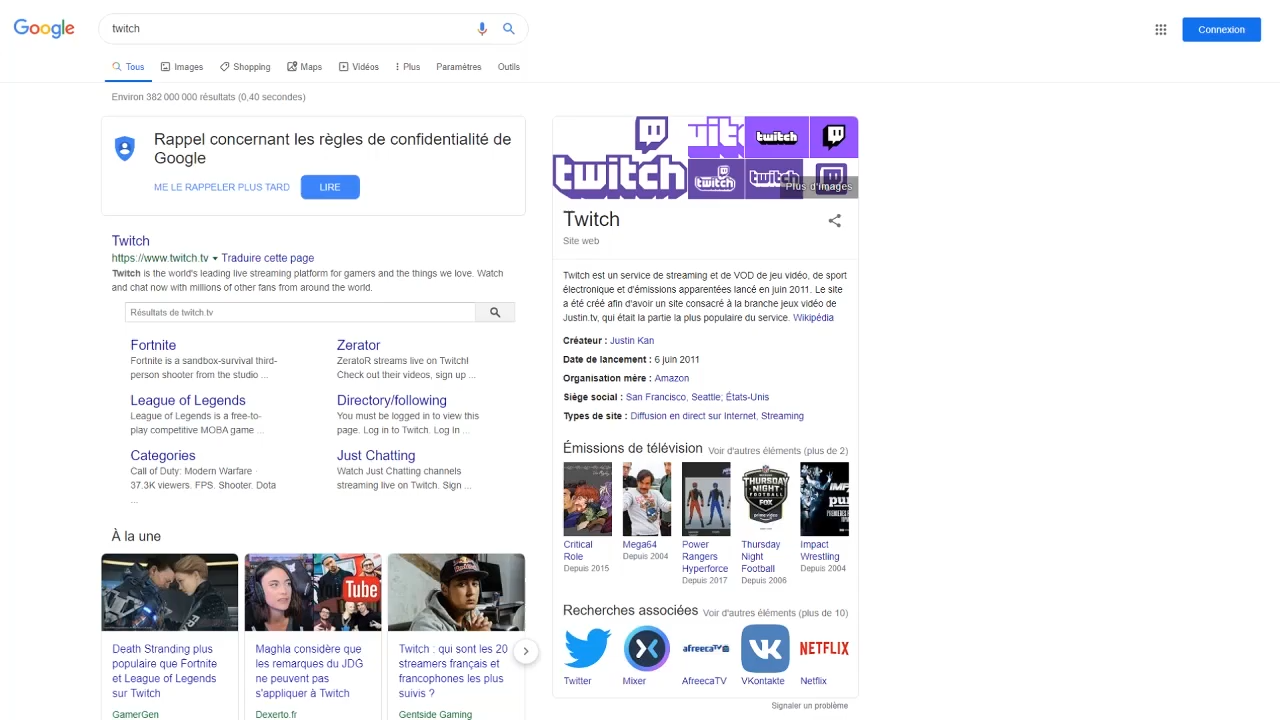 Google
twitch
Connexion
Tous
Images
Shopping
Maps
Vidéos
Plus
Paramètres
Outils
Environ 382 000 000 résultats (0,40 secondes)
Rappel concernant les règles de confidentialité de
Google
ME LE RAPPELER PLUS TARD
LIRE
Twitch
https://www.twitch.tv
Traduire cette page
Twitch is the world's leading live streaming platform for gamers and the things we love. Watch
and chat now with millions of other fans from around the world.
Résultats de twitch.tv
Fortnite
Fortnite is a sandbox-survival third-
person shooter from the studio ...
Zerator
ZeratoR streams live on Twitch!
Check out their videos, sign up ...
League of Legends
League of Legends is a free-to-
play competitive MOBA game ...
Directory/following
You must be logged in to view this
page. Log in to Twitch. Log In ...
Categories
Call of Duty: Modern Warfare ·
37.3K viewers. FPS. Shooter. Dota
...
Just Chatting
Watch Just Chatting channels
streaming live on Twitch. Sign ...
À la une
You
Tube
Death Stranding plus
populaire que Fortnite
et League of Legends
sur Twitch
GamerGen
Maghla considère que
les remarques du JDG
ne peuvent pas
s'appliquer à Twitch
Dexerto.fr
Twitch : qui sont les 20
streamers français et
francophones les plus
suivis ?
Gentside Gaming
twitch
twitch
twitch
twitch
Plus d'images
Twitch
Site web
Twitch est un service de streaming et de VOD de jeu vidéo, de sport
électronique et d'émissions apparentées lancé en juin 2011. Le site
a été créé afin d'avoir un site consacré à la branche jeux vidéo de
Justin.tv, qui était la partie la plus populaire du service. Wikipédia
Créateur : Justin Kan
Date de lancement : 6 juin 2011
Organisation mère : Amazon
Siège social : San Francisco, Seattle; États-Unis
Types de site : Diffusion en direct sur Internet, Streaming
Émissions de télévision
Voir d'autres éléments (plus de 2)
THURSDAY
NIGHT
FOOTBALL
FOX
prime video
Critical
Role
Depuis 2015
Mega64
Depuis 2004
Power
Rangers
Hyperforce
Depuis 2017
Thursday
Night
Football
Depuis 2006
Impact
Wrestling
Depuis 2004
Recherches associées
Voir d'autres éléments (plus de 10)
afreecaTV
NETFLIX
Twitter
Mixer
AfreecaTV
VKontakte
Netflix
Signaler un problème